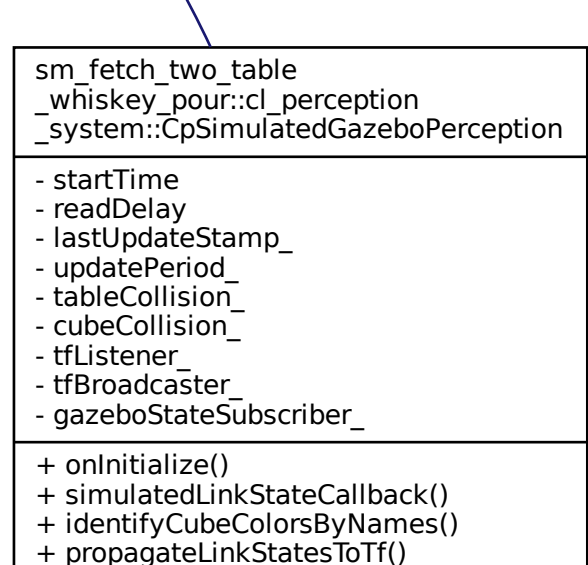 sm_fetch_two_table
_whiskey_pour::cl_perception
_system::CpSimulatedGazeboPerception
- startTime
- readDelay
- lastUpdateStamp_
- updatePeriod_
- tableCollision_
- cubeCollision_
- tfListener_
- tfBroadcaster_
- gazeboStateSubscriber_
+ onInitialize()
+ simulatedLinkStateCallback()
+ identifyCubeColorsByNames()
+ propagateLinkStatesToTf()